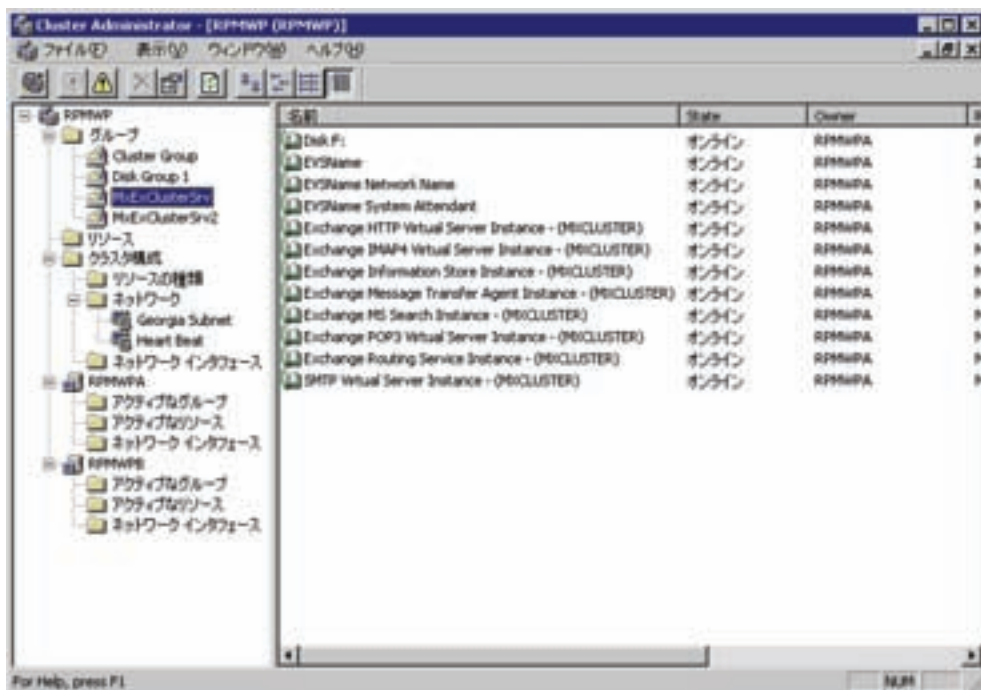 Cluster Administrator - [RPMWP (RPMWP)]
ファイル(F) 表示(V) ウィンドウ(W) ヘルプ(H)
RPMWP
グループ
Cluster Group
Disk Group 1
MxExClusterSrv
MxExClusterSrv2
リソース
クラスタ構成
リソースの種類
ネットワーク
Georgia Subnet
Heart Beat
ネットワーク インタフェース
RPMWPA
アクティブなグループ
アクティブなリソース
ネットワーク インタフェース
RPMWPB
アクティブなグループ
アクティブなリソース
ネットワーク インタフェース
名前 State Owner
Disk F: オンライン RPMWPA
EVSName オンライン RPMWPA
EVSName Network Name オンライン RPMWPA
EVSName System Attendant オンライン RPMWPA
Exchange HTTP Virtual Server Instance - (MXCLUSTER) オンライン RPMWPA
Exchange IMAP4 Virtual Server Instance - (MXCLUSTER) オンライン RPMWPA
Exchange Information Store Instance - (MXCLUSTER) オンライン RPMWPA
Exchange Message Transfer Agent Instance - (MXCLUSTER) オンライン RPMWPA
Exchange MS Search Instance - (MXCLUSTER) オンライン RPMWPA
Exchange POP3 Virtual Server Instance - (MXCLUSTER) オンライン RPMWPA
Exchange Routing Service Instance - (MXCLUSTER) オンライン RPMWPA
SMTP Virtual Server Instance - (MXCLUSTER) オンライン RPMWPA
For Help, press F1 NUM